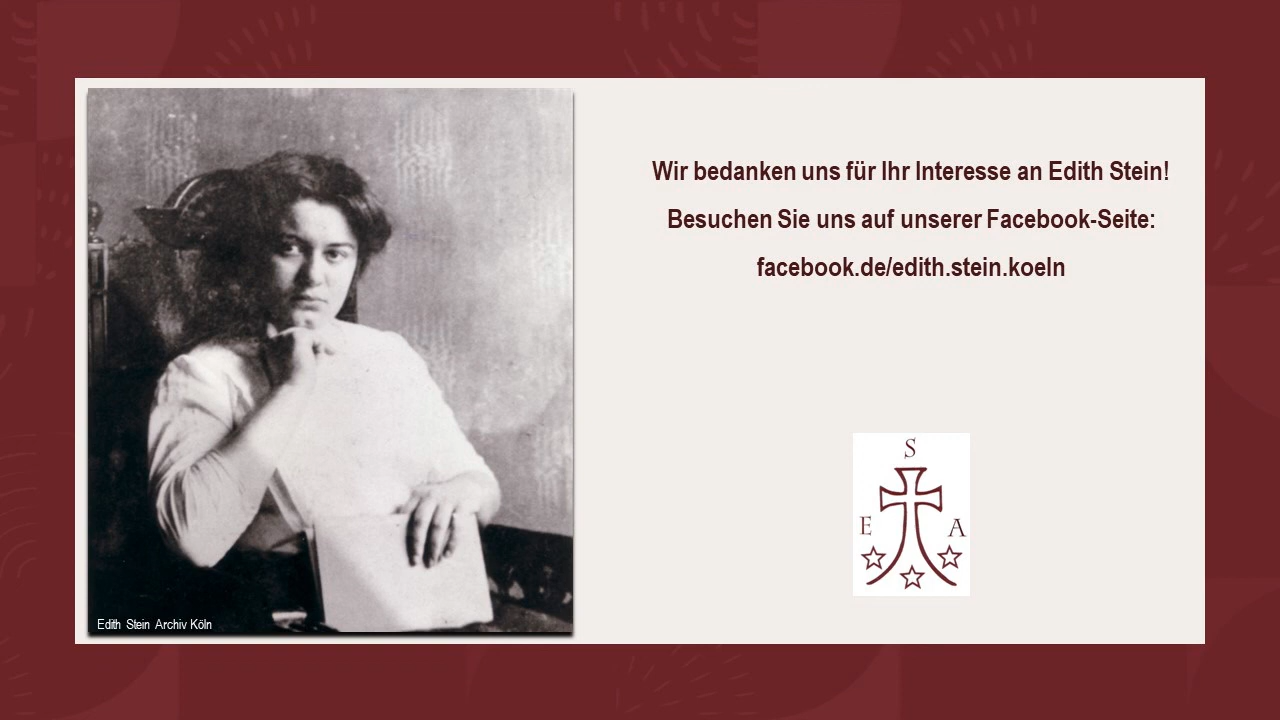 Wir bedanken uns für Ihr Interesse an Edith Stein!
Besuchen Sie uns auf unserer Facebook-Seite:
facebook.de/edith.stein.koeln
S
E A
Edith Stein Archiv Köln